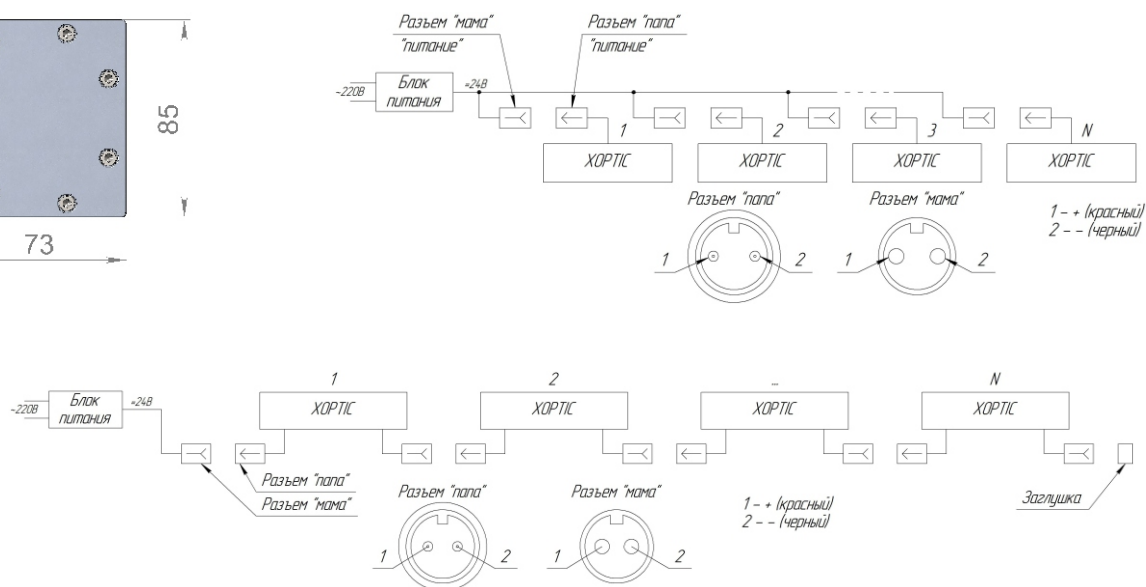 85
73
Разъем "мама"
"питание"
Разъем "папа"
"питание"
~220В
Блок
питания
=24В
1
2
3
N
XOPTIC
XOPTIC
XOPTIC
XOPTIC
Разъем "папа"
1
2
Разъем "мама"
1
2
1 - + (красный)
2 - - (черный)
~220В
Блок
питания
=24В
1
2
...
N
XOPTIC
XOPTIC
XOPTIC
XOPTIC
Разъем "папа"
Разъем "мама"
Заглушка
Разъем "папа"
1
2
Разъем "мама"
1
2
1 - + (красный)
2 - - (черный)